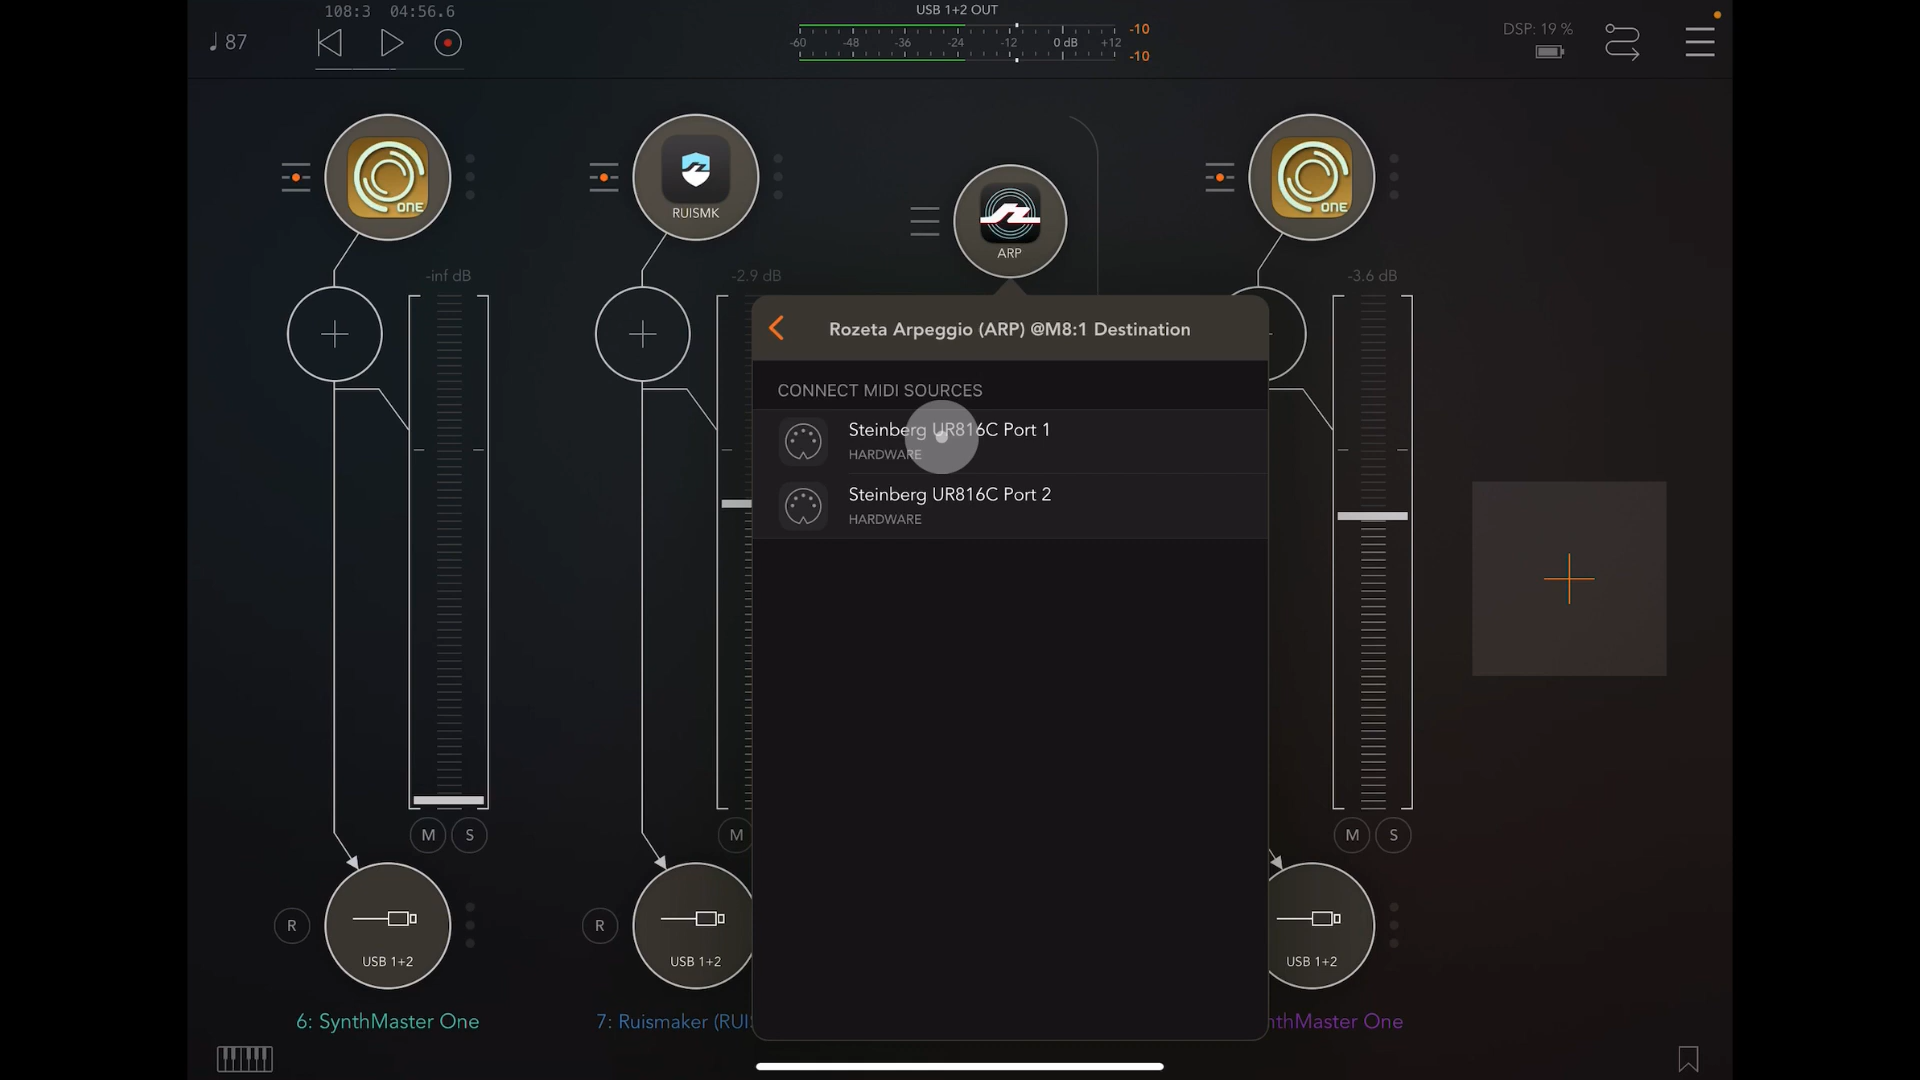 ♩ 87
108:3 04:56.6
USB 1+2 OUT
-60 -48 -36 -24 -12 0 dB +12
-10
-10
DSP: 19 %
ONE
RUISMK
ARP
ONE
-inf dB
-2.9 dB
-3.6 dB
Rozeta Arpeggio (ARP) @M8:1 Destination
CONNECT MIDI SOURCES
Steinberg UR816C Port 1
HARDWARE
Steinberg UR816C Port 2
HARDWARE
M S
M
M S
R
USB 1+2
R
USB 1+2
USB 1+2
6: SynthMaster One
7: Ruismaker (RUI
nthMaster One